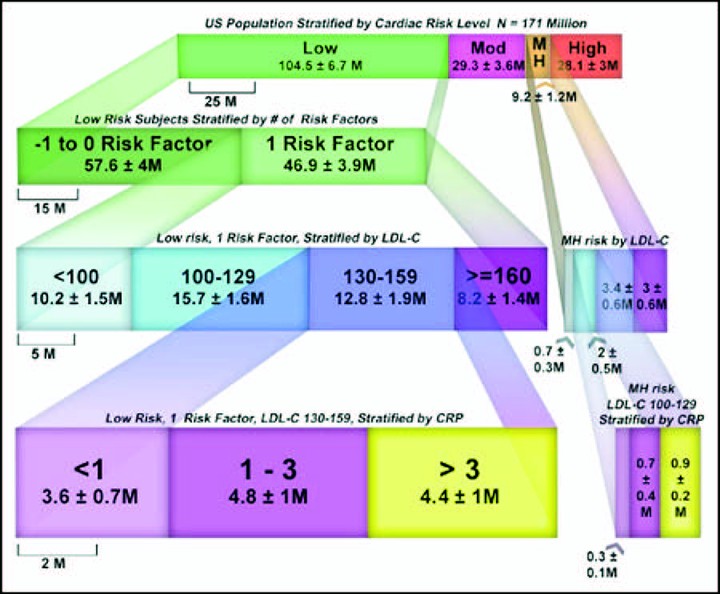 US Population Stratified by Cardiac Risk Level N = 171 Million
Low
104.5 ± 6.7 M
Mod
29.3 ± 3.6M
M
H
High
28.1 ± 3M
25 M
9.2 ± 1.2M
Low Risk Subjects Stratified by # of Risk Factors
-1 to 0 Risk Factor
57.6 ± 4M
1 Risk Factor
46.9 ± 3.9M
15 M
Low risk, 1 Risk Factor, Stratified by LDL-C
<100
10.2 ± 1.5M
100-129
15.7 ± 1.6M
130-159
12.8 ± 1.9M
>=160
8.2 ± 1.4M
5 M
MH risk by LDL-C
3.4 ±
0.6M
3 ±
0.6M
0.7 ±
0.3M
2 ±
0.5M
Low Risk, 1 Risk Factor, LDL-C 130-159, Stratified by CRP
<1
3.6 ± 0.7M
1 - 3
4.8 ± 1M
> 3
4.4 ± 1M
2 M
MH risk
LDL-C 100-129
Stratified by CRP
0.7
±
0.4
M
0.9
±
0.2
M
0.3 ±
0.1M